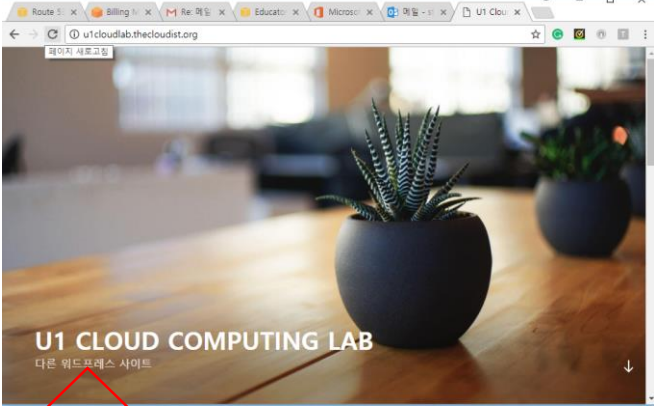 Route 5
Billing
Re: 메일
Educate
Microso
메일 - s
U1 Clou
u1cloudlab.thecloudist.org
페이지 새로고침
U1 CLOUD COMPUTING LAB
다른 워드프레스 사이트